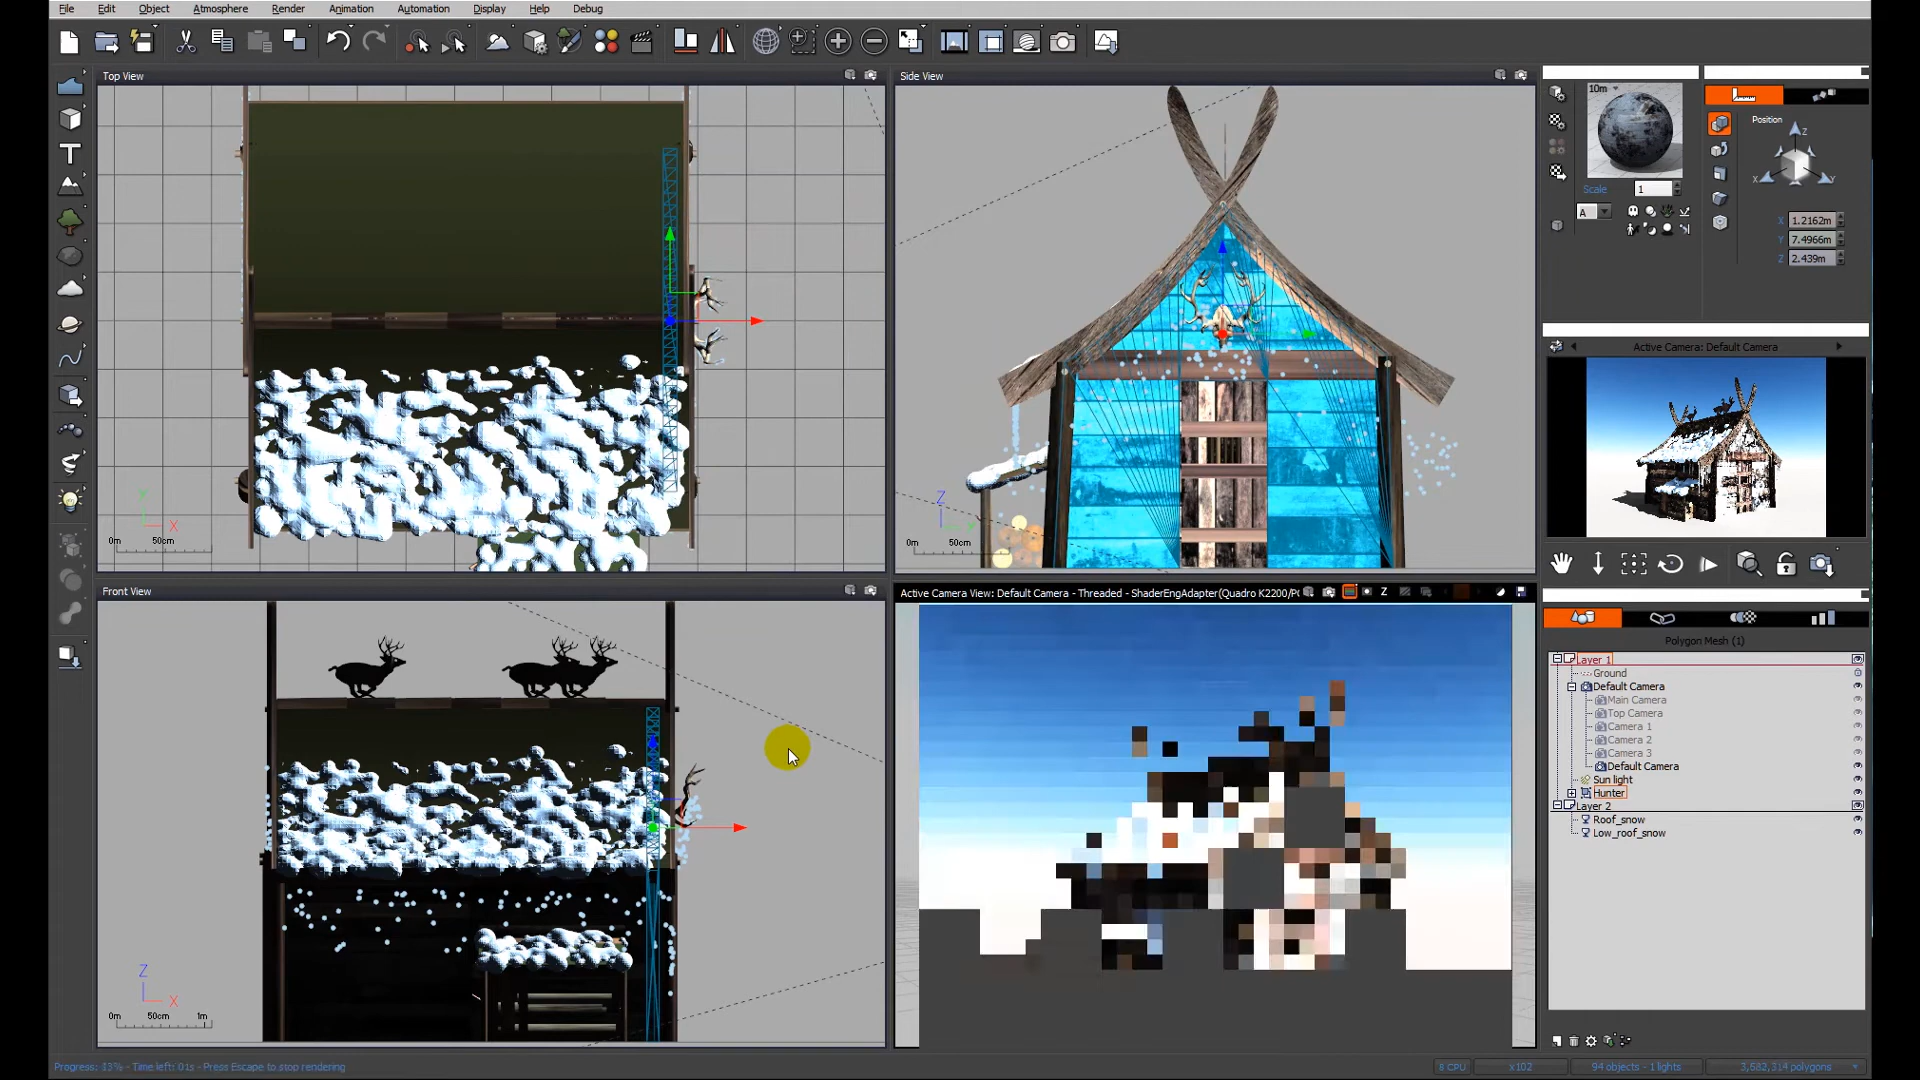 File Edit Object Atmosphere Render Animation Automation Display Help Debug
Top View
Side View
10m
Position
Z
X
Y
Scale 1
A
X 1.2162m
Y 7.4966m
Z 2.439m
Active Camera: Default Camera
Y
X
0m 50cm
Z
Y
0m 50cm
Front View
Active Camera View: Default Camera - Threaded - ShaderEngAdapter(Quadro K2200/P
Z
Polygon Mesh (1)
Layer 1
Ground
Default Camera
Main Camera
Top Camera
Camera 1
Camera 2
Camera 3
Default Camera
Sun light
Hunter
Layer 2
Roof_snow
Low_roof_snow
Z
X
0m 50cm 1m
Progress: 13% - Time left: 01s - Press Escape to stop rendering
8 CPU x102 94 objects - 1 lights 3,682,314 polygons